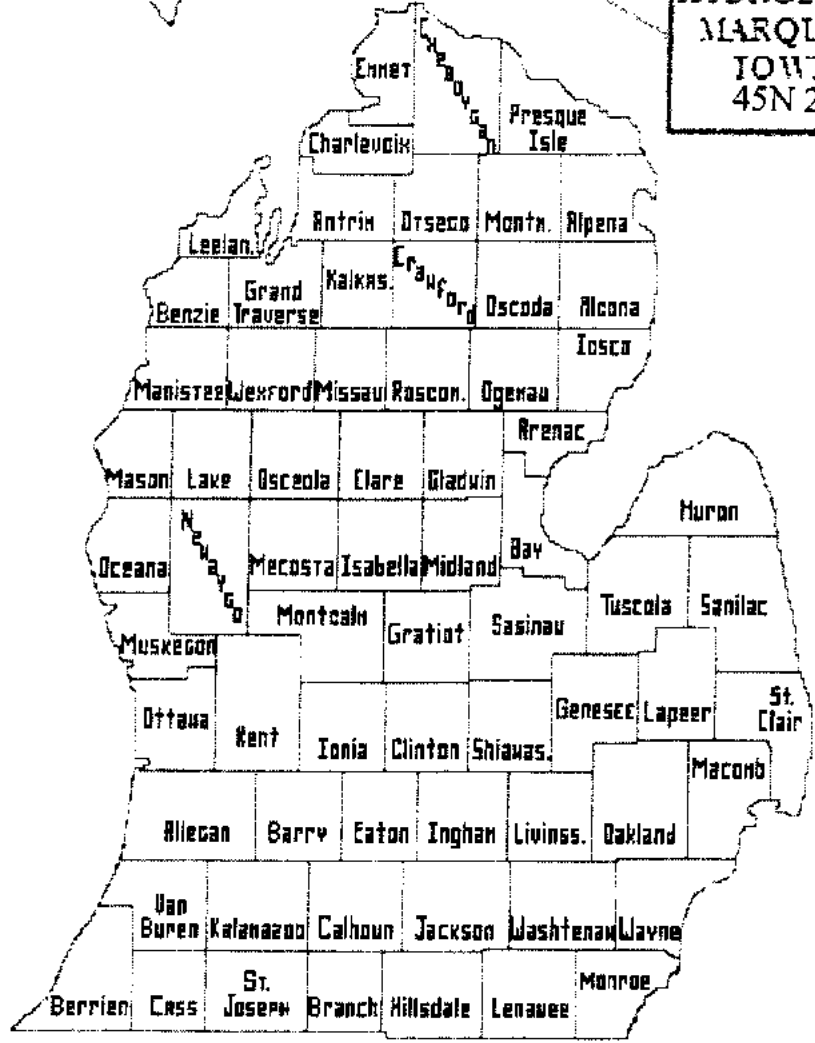 MARQU
TOW
45N 2
Emmet
Cheboygan
Presque
Isle
Charlevoix
Antrim
Otsego
Montm.
Alpena
Leelan.
Kalkas.
Crawford
Grand
Traverse
Benzie
Oscoda
Alcona
Iosco
Manistee
Wexford
Missau
Roscom.
Ogemaw
Arenac
Mason
Lake
Osceola
Clare
Gladwin
Huron
Oceana
Newaygo
Mecosta
Isabella
Midland
Bay
Tuscola
Sanilac
Montcalm
Gratiot
Saginaw
Muskegon
Ottawa
Kent
Ionia
Clinton
Shiawas.
Genesee
Lapeer
St.
Clair
Macomb
Allegan
Barry
Eaton
Ingham
Livings.
Oakland
Van
Buren
Kalamazoo
Calhoun
Jackson
Washtenaw
Wayne
Berrien
Cass
St.
Joseph
Branch
Hillsdale
Lenawee
Monroe